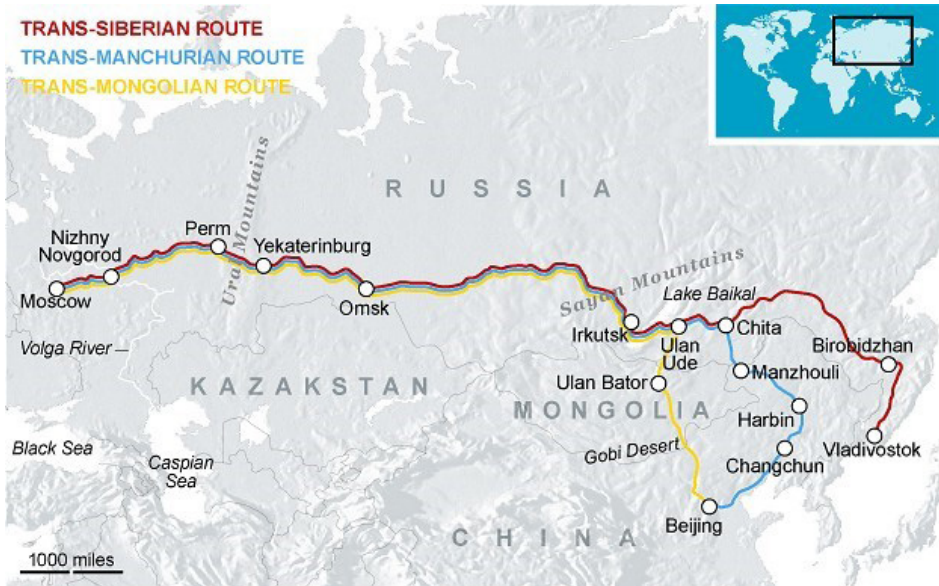 TRANS-SIBERIAN ROUTE
TRANS-MANCHURIAN ROUTE
TRANS-MONGOLIAN ROUTE
RUSSIA
Ural Mountains
Perm
Nizhny
Novgorod
Yekaterinburg
Moscow
Omsk
Sayan Mountains
Lake Baikal
Irkutsk
Ulan
Ude
Chita
Birobidzhan
Volga River
KAZAKSTAN
Ulan Bator
Manzhouli
MONGOLIA
Harbin
Gobi Desert
Vladivostok
Black Sea
Caspian
Sea
Changchun
Beijing
CHINA
1000 miles